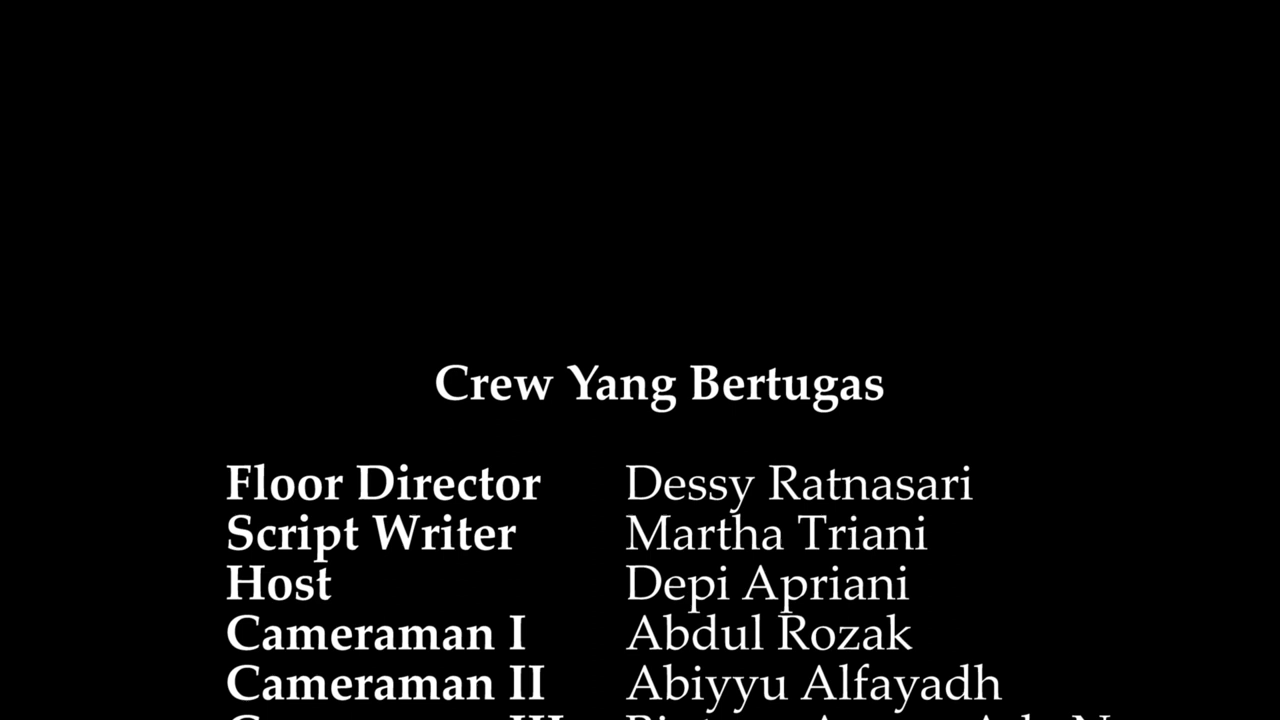 Crew Yang Bertugas
Floor Director Dessy Ratnasari
Script Writer Martha Triani
Host Depi Apriani
Cameraman I Abdul Rozak
Cameraman II Abiyyu Alfayadh